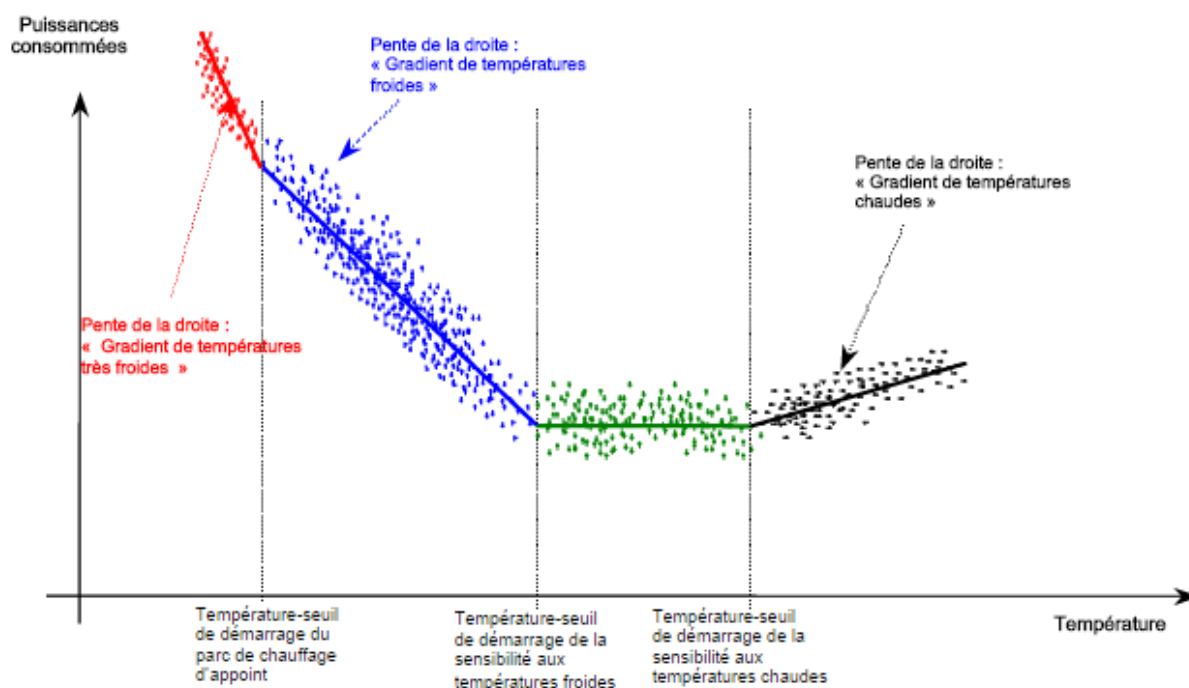 Puissances
consommées
Pente de la droite :
« Gradient de températures
froides »
Pente de la droite :
« Gradient de températures
chaudes »
Pente de la droite :
« Gradient de températures
très froides »
Température-seuil
de démarrage du
parc de chauffage
d'appoint
Température-seuil
de démarrage de la
sensibilité aux
températures froides
Température-seuil
de démarrage de la
sensibilité aux
températures chaudes
Température